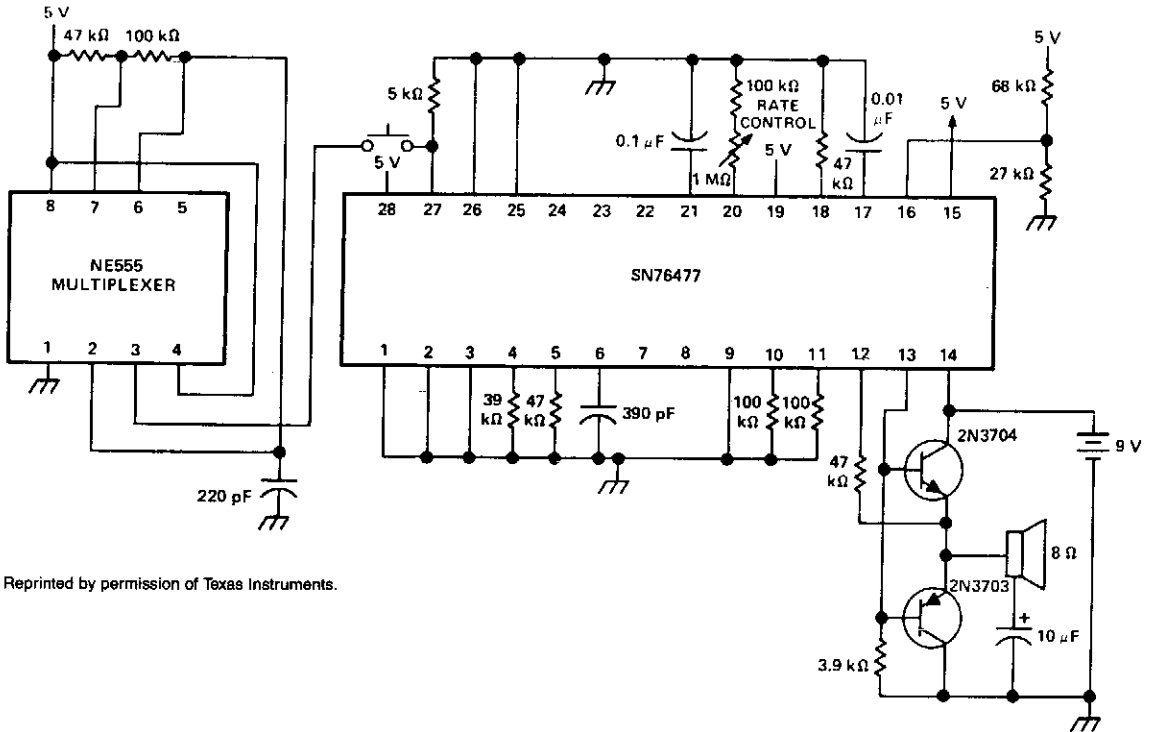 5 V
47 kΩ 100 kΩ
5 V
5 kΩ
100 kΩ
RATE
CONTROL
0.01
μF
68 kΩ
5 V
0.1 μF
5 V
5 V
1 MΩ
47
kΩ
27 kΩ
8 7 6 5
28 27 26 25 24 23 22 21 20 19 18 17 16 15
NE555
MULTIPLEXER
SN76477
1 2 3 4
1 2 3 4 5 6 7 8 9 10 11 12 13 14
39
kΩ
47
kΩ
390 pF
100
kΩ
100
kΩ
2N3704
9 V
47
kΩ
220 pF
8 Ω
Reprinted by permission of Texas Instruments.
2N3703
+
10 μF
3.9 kΩ